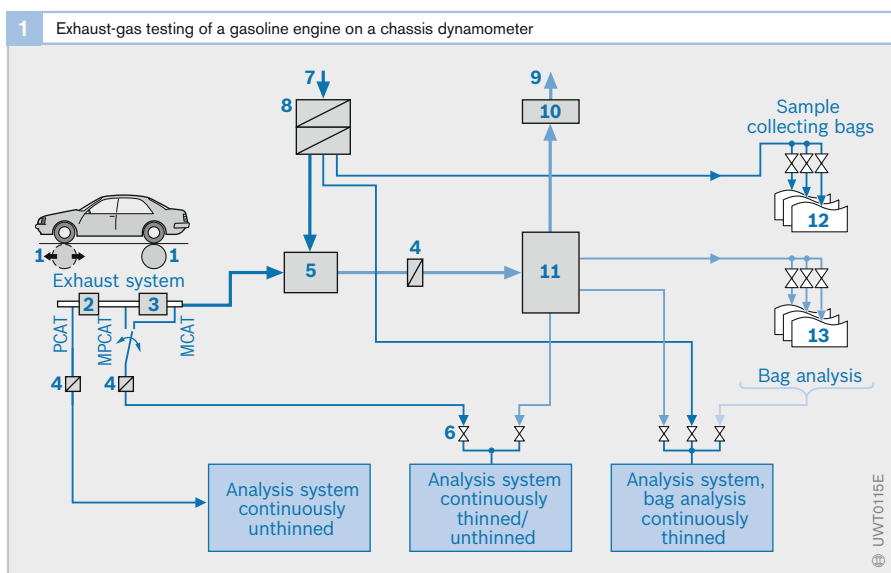 1 Exhaust-gas testing of a gasoline engine on a chassis dynamometer
7
8
9
10
Sample
collecting bags
12
1
1
Exhaust system
2
3
5
4
11
13
PCAT
MPCAT
MCAT
4
4
6
Bag analysis
Analysis system
continuously
unthinned
Analysis system
continuously
thinned/
unthinned
Analysis system,
bag analysis
continuously
thinned
UWT0115E